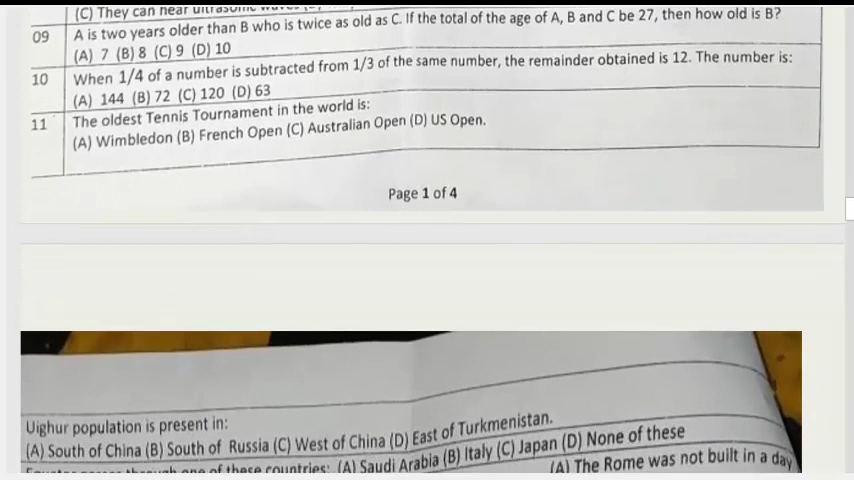 (C) They can hear ultrasonic waves
09 A is two years older than B who is twice as old as C. If the total of the age of A, B and C be 27, then how old is B?
(A) 7 (B) 8 (C) 9 (D) 10
10 When 1/4 of a number is subtracted from 1/3 of the same number, the remainder obtained is 12. The number is:
(A) 144 (B) 72 (C) 120 (D) 63
11 The oldest Tennis Tournament in the world is:
(A) Wimbledon (B) French Open (C) Australian Open (D) US Open.
Page 1 of 4
Uighur population is present in:
(A) South of China (B) South of Russia (C) West of China (D) East of Turkmenistan.
through one of these countries: (A) Saudi Arabia (B) Italy (C) Japan (D) None of these
(A) The Rome was not built in a day